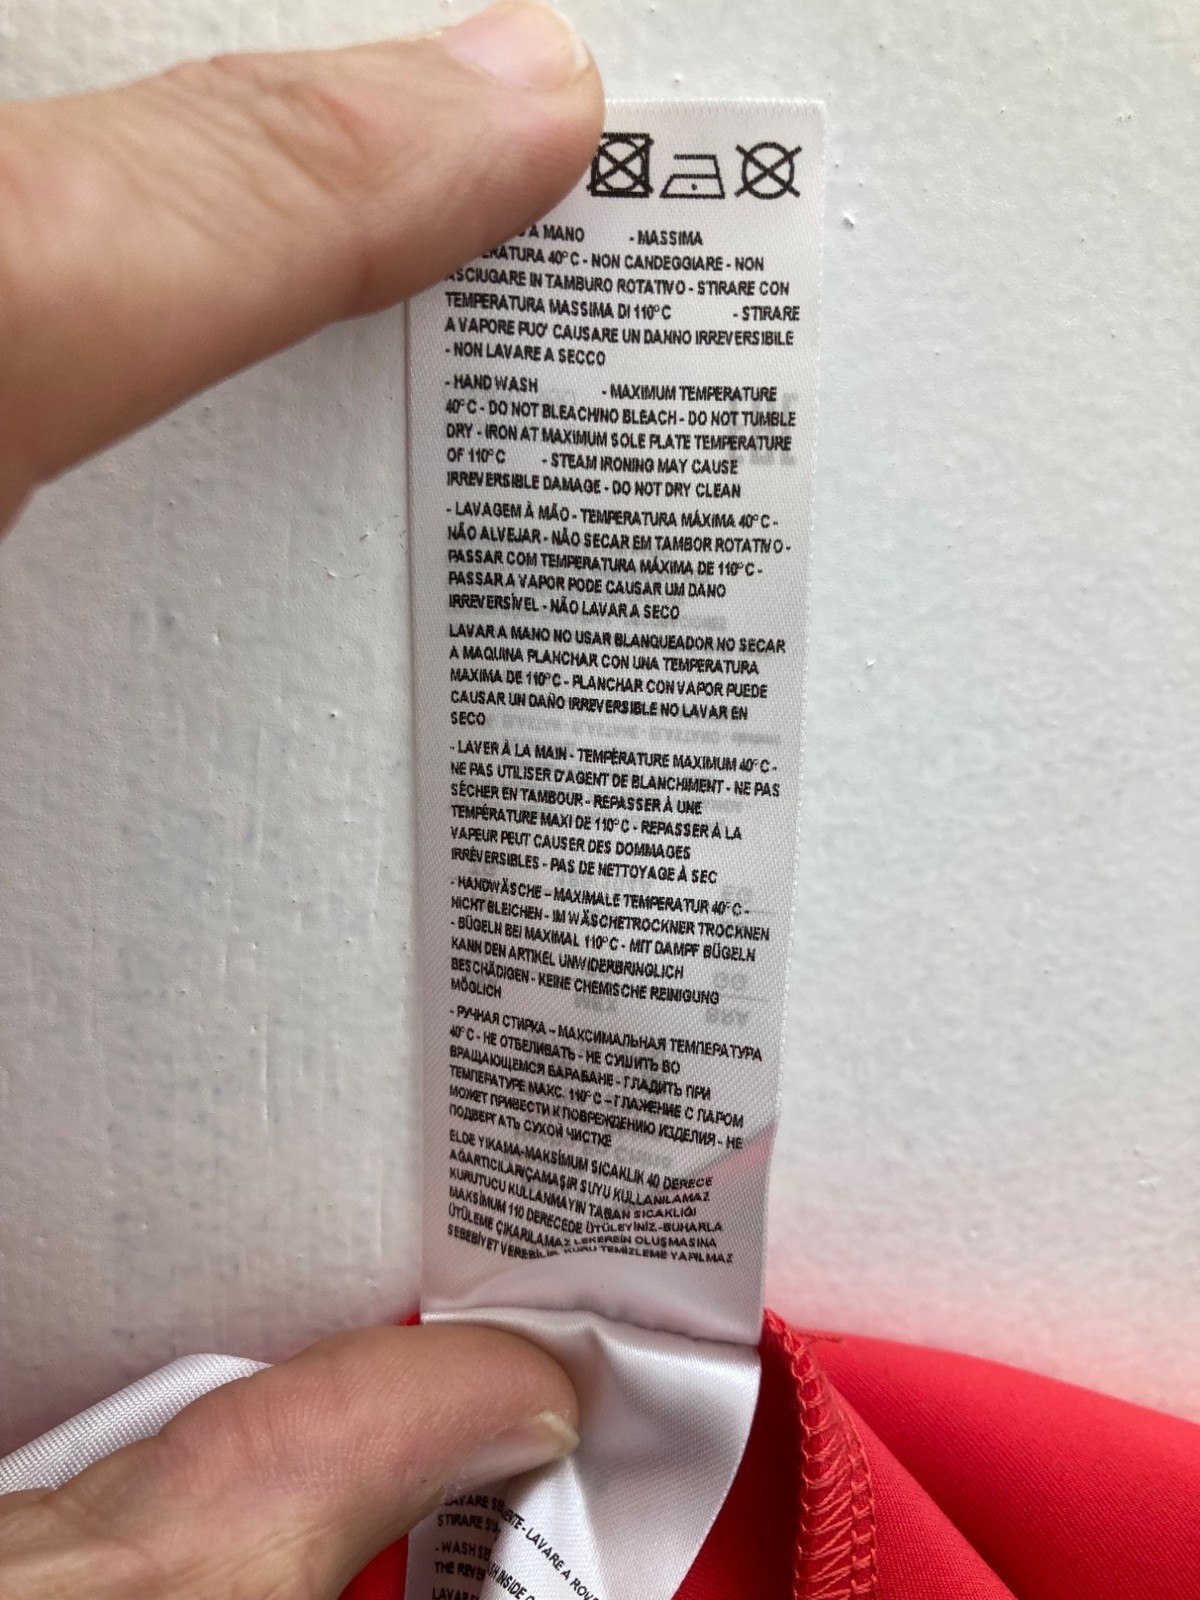 A MANO - MASSIMA
40°C - NON CANDEGGIARE - NON
ASCIUGARE IN TAMBURO ROTATIVO - STIRARE CON
TEMPERATURA MASSIMA DI 110°C - STIRARE
A VAPORE PUO' CAUSARE UN DANNO IRREVERSIBILE
- NON LAVARE A SECCO
- HAND WASH - MAXIMUM TEMPERATURE
40°C - DO NOT BLEACH/NO BLEACH - DO NOT TUMBLE
DRY - IRON AT MAXIMUM SOLE PLATE TEMPERATURE
OF 110°C - STEAM IRONING MAY CAUSE
IRREVERSIBLE DAMAGE - DO NOT DRY CLEAN
- LAVAGEM À MÃO - TEMPERATURA MÁXIMA 40°C -
NÃO ALVEJAR - NÃO SECAR EM TAMBOR ROTATIVO -
PASSAR COM TEMPERATURA MÁXIMA DE 110°C -
PASSAR A VAPOR PODE CAUSAR UM DANO
IRREVERSÍVEL - NÃO LAVAR A SECO
LAVAR A MANO NO USAR BLANQUEADOR NO SECAR
A MAQUINA PLANCHAR CON UNA TEMPERATURA
MAXIMA DE 110°C - PLANCHAR CON VAPOR PUEDE
CAUSAR UN DAÑO IRREVERSIBLE NO LAVAR EN
SECO
- LAVER À LA MAIN - TEMPÉRATURE MAXIMUM 40°C -
NE PAS UTILISER D'AGENT DE BLANCHIMENT - NE PAS
SÉCHER EN TAMBOUR - REPASSER À UNE
TEMPÉRATURE MAXI DE 110°C - REPASSER À LA
VAPEUR PEUT CAUSER DES DOMMAGES
IRRÉVERSIBLES - PAS DE NETTOYAGE À SEC
- HANDWÄSCHE – MAXIMALE TEMPERATUR 40°C -
NICHT BLEICHEN - IM WÄSCHETROCKNER TROCKNEN
- BÜGELN BEI MAXIMAL 110°C - MIT DAMPF BÜGELN
KANN DEN ARTIKEL UNWIDERBRINGLICH
BESCHÄDIGEN - KEINE CHEMISCHE REINIGUNG
MÖGLICH
- РУЧНАЯ СТИРКА – МАКСИМАЛЬНАЯ ТЕМПЕРАТУРА
40°C - НЕ ОТБЕЛИВАТЬ - НЕ СУШИТЬ ВО
ВРАЩАЮЩЕМСЯ БАРАБАНЕ - ГЛАДИТЬ ПРИ
ТЕМПЕРАТУРЕ МАКС. 110°C – ГЛАЖЕНИЕ С ПАРОМ
МОЖЕТ ПРИВЕСТИ К ПОВРЕЖДЕНИЮ ИЗДЕЛИЯ - НЕ
ПОДВЕРГАТЬ СУХОЙ ЧИСТКЕ
ELDE YIKAMA-MAKSİMUM SICAKLIK 40 DERECE
AĞARTICILAR/ÇAMAŞIR SUYU KULLANILAMAZ
KURUTUCU KULLANMAYIN TABAN SICAKLIĞI
MAKSİMUM 110 DERECEDE ÜTÜLEYİNİZ-BUHARLA
ÜTÜLEME ÇIKARILAMAZ LEKEREİN OLUŞMASINA
SEBEBİYET VEREBİLİR KURU TEMİZLEME YAPILMAZ
- LAVARE A
STIRARE
- WASH
INSIDE
THE